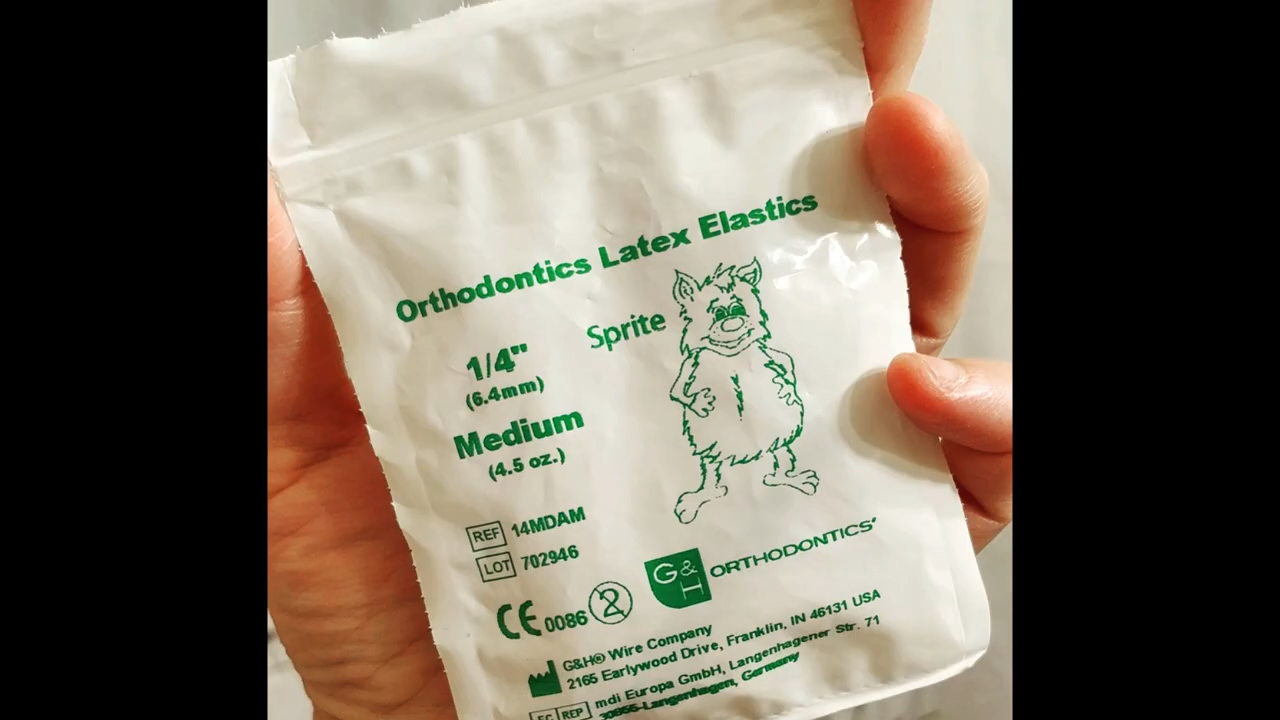 Orthodontics Latex Elastics
Sprite
1/4"
(6.4mm)
Medium
(4.5 oz.)
REF 14MDAM
LOT 702946
CE 0086 2
G&H ORTHODONTICS
G&H® Wire Company
2165 Earlywood Drive, Franklin, IN 46131 USA
EC REP mdi Europa GmbH, Langenhagener Str. 71
30855 Langenhagen, Germany